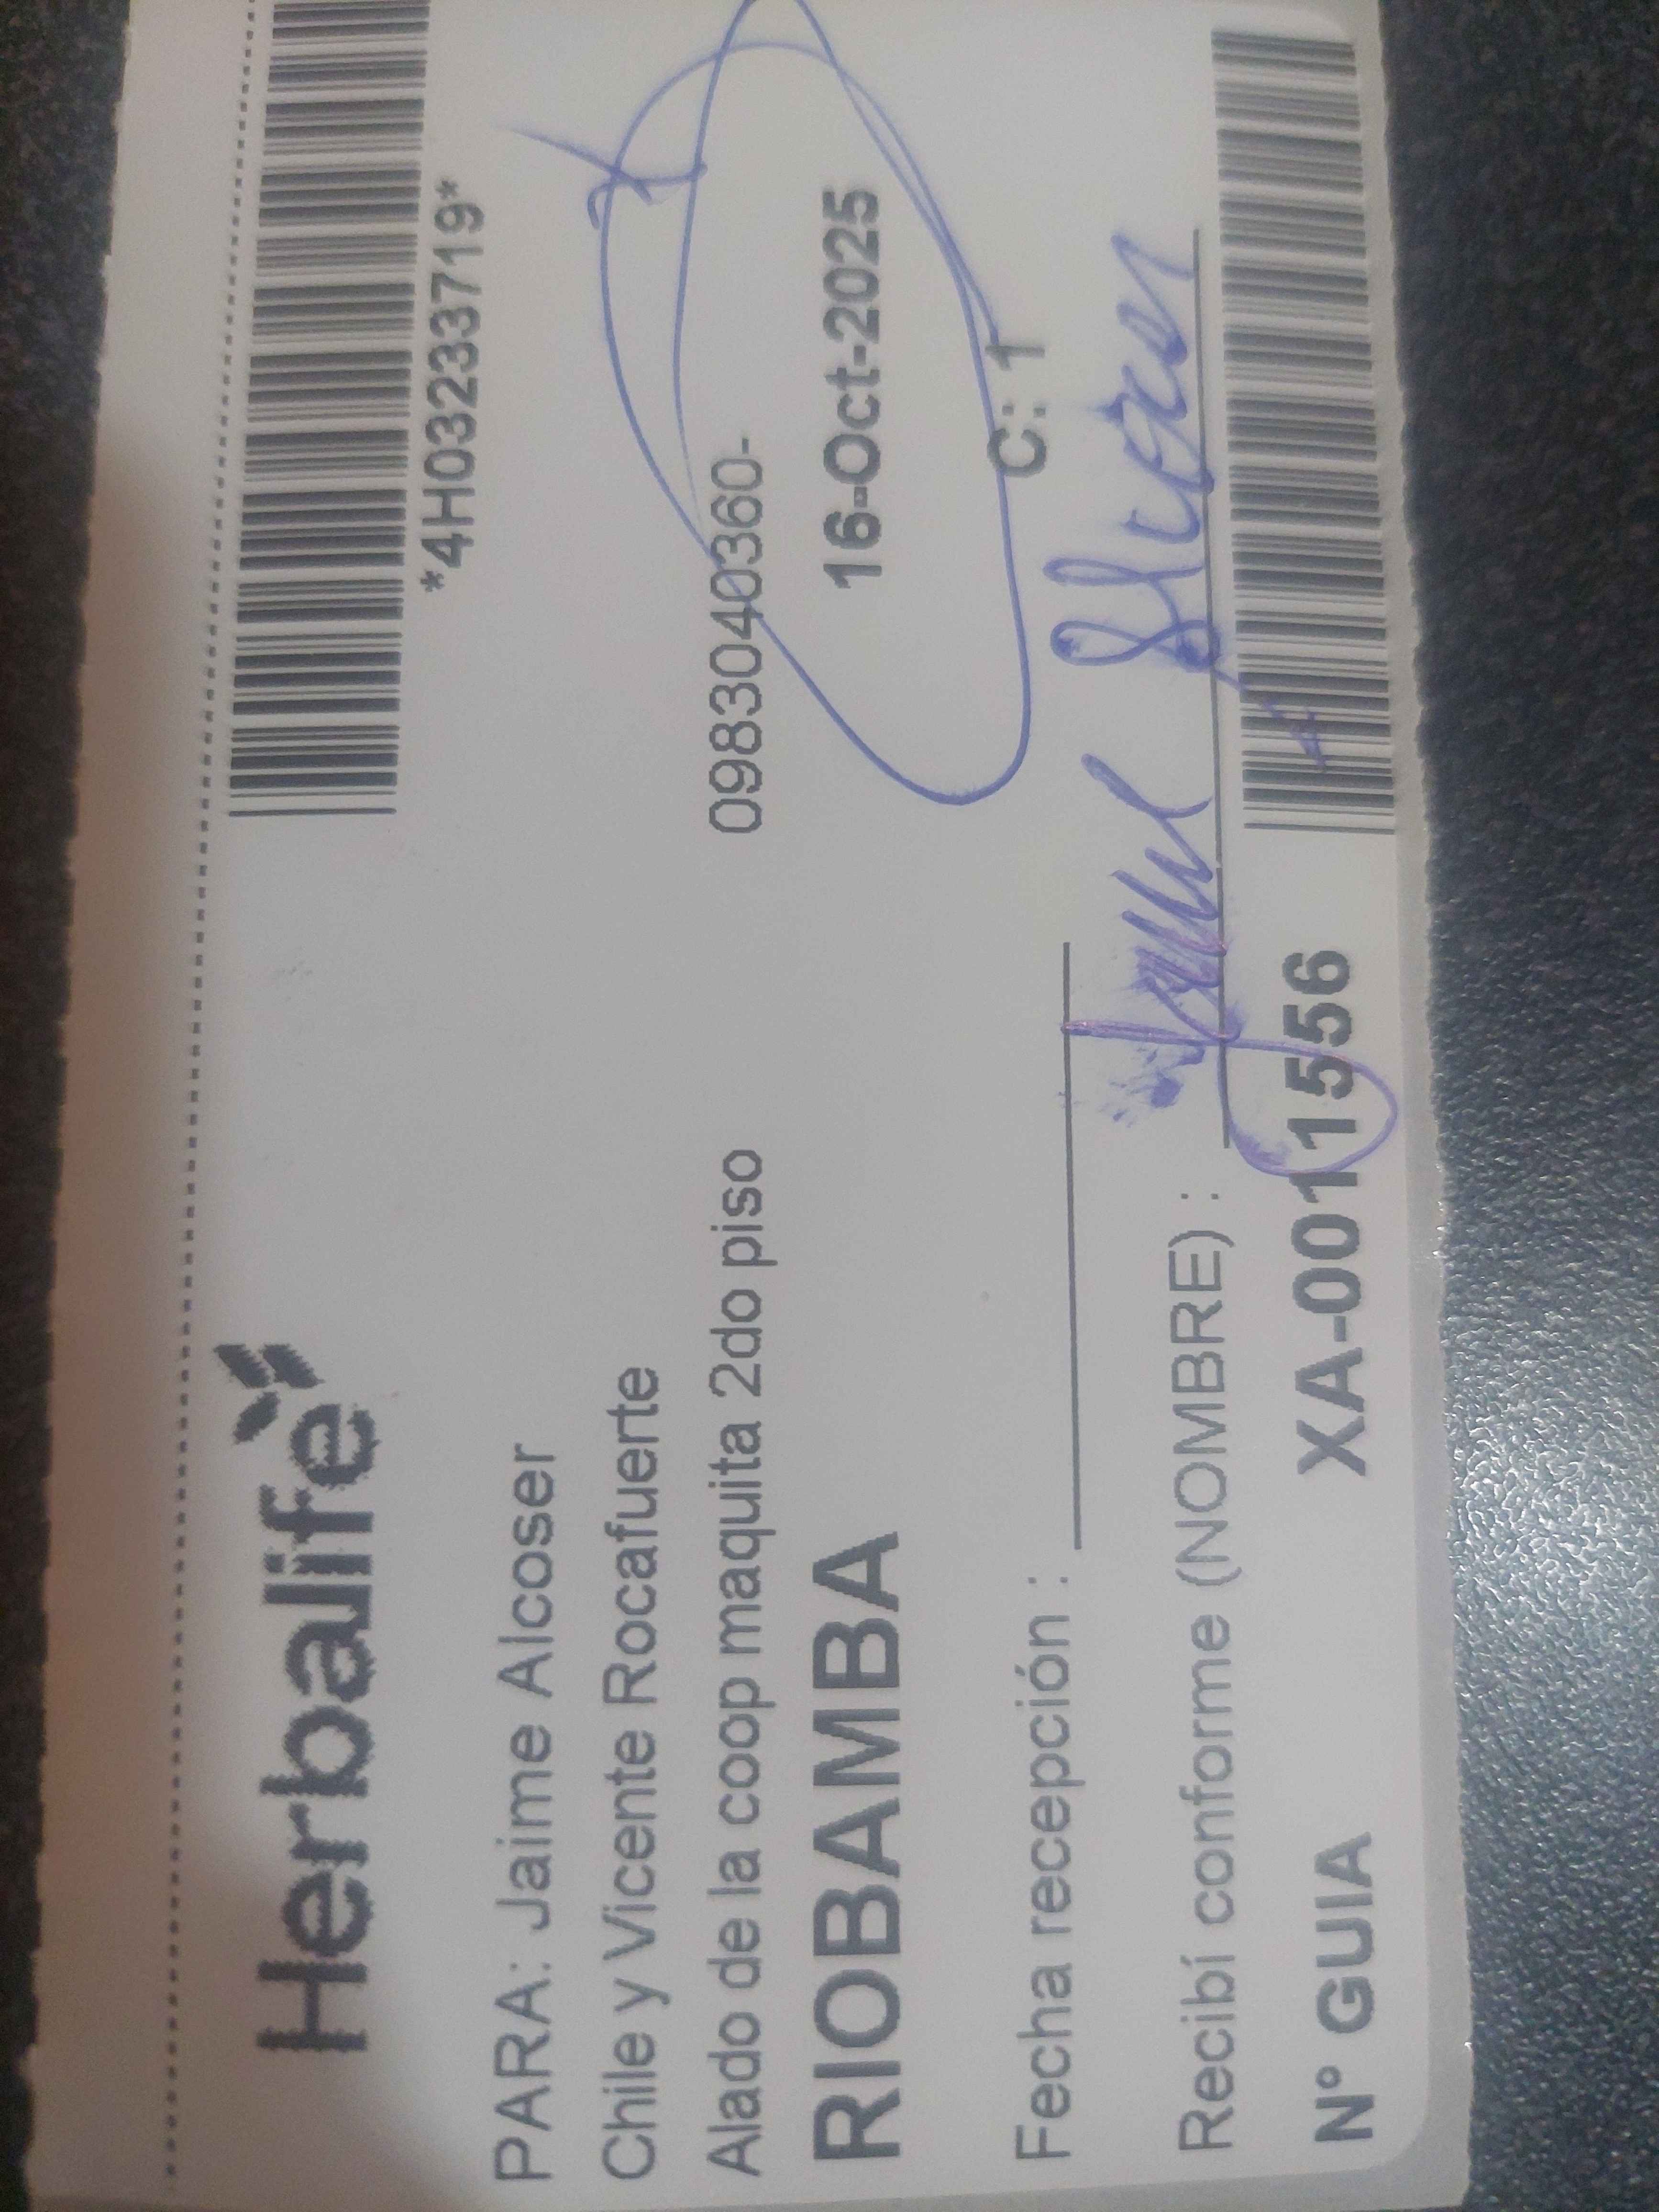 Herbalife
*4H03233719*
PARA: Jaime Alcoser
Chile y Vicente Rocafuerte
Alado de la coop maquita 2do piso 0983040360-
RIOBAMBA 16-Oct-2025
Fecha recepción : C: 1
Recibí conforme (NOMBRE) :
N° GUIA XA-0011556